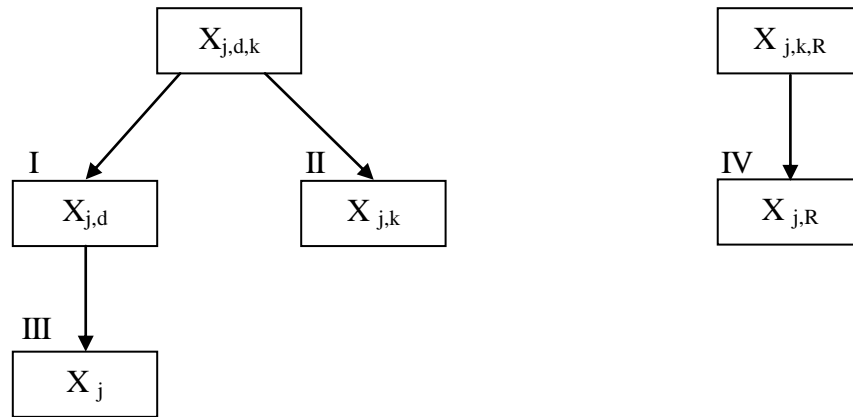 X j,d,k
X j,k,R
I
II
IV
X j,d
X j,k
X j,R
III
X j